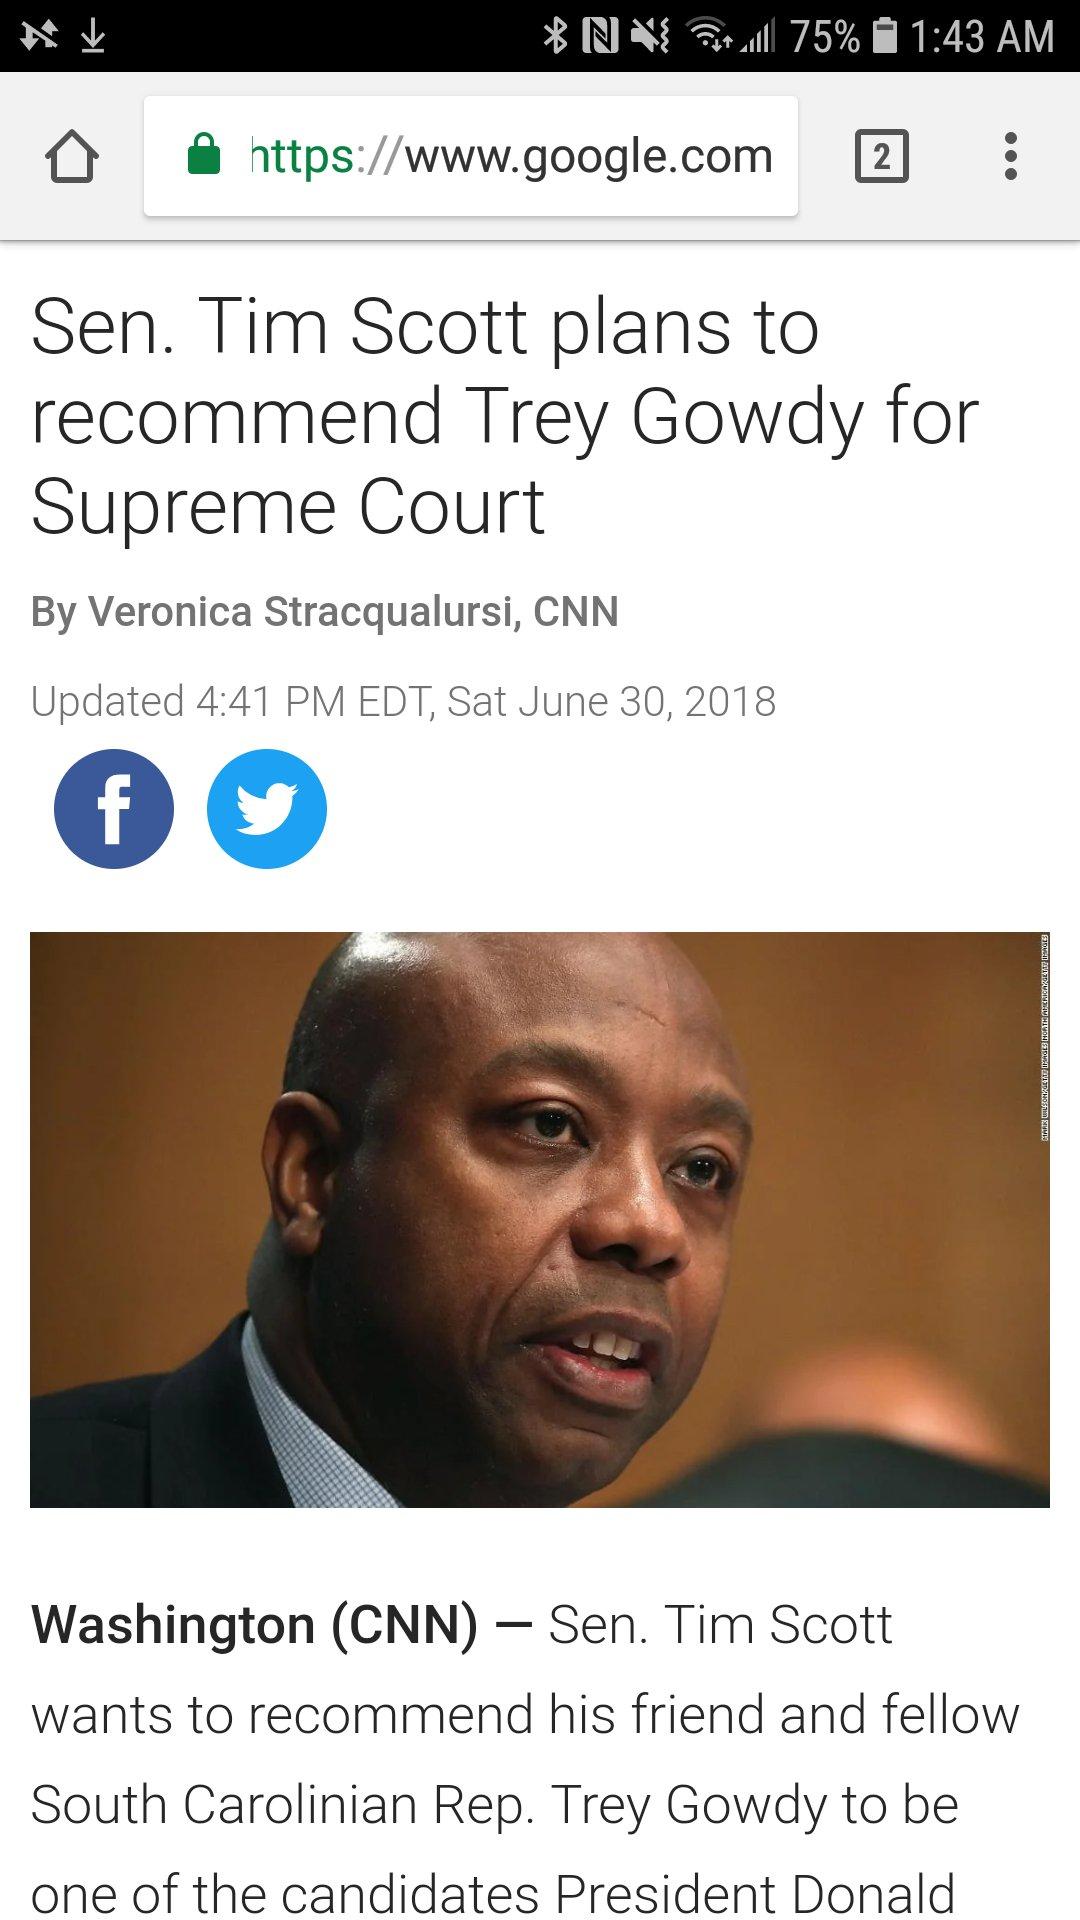 75% 1:43 AM
https://www.google.com
2
Sen. Tim Scott plans to
recommend Trey Gowdy for
Supreme Court
By Veronica Stracqualursi, CNN
Updated 4:41 PM EDT, Sat June 30, 2018
MARK WILSON/GETTY IMAGES NORTH AMERICA/GETTY IMAGES
Washington (CNN) — Sen. Tim Scott
wants to recommend his friend and fellow
South Carolinian Rep. Trey Gowdy to be
one of the candidates President Donald